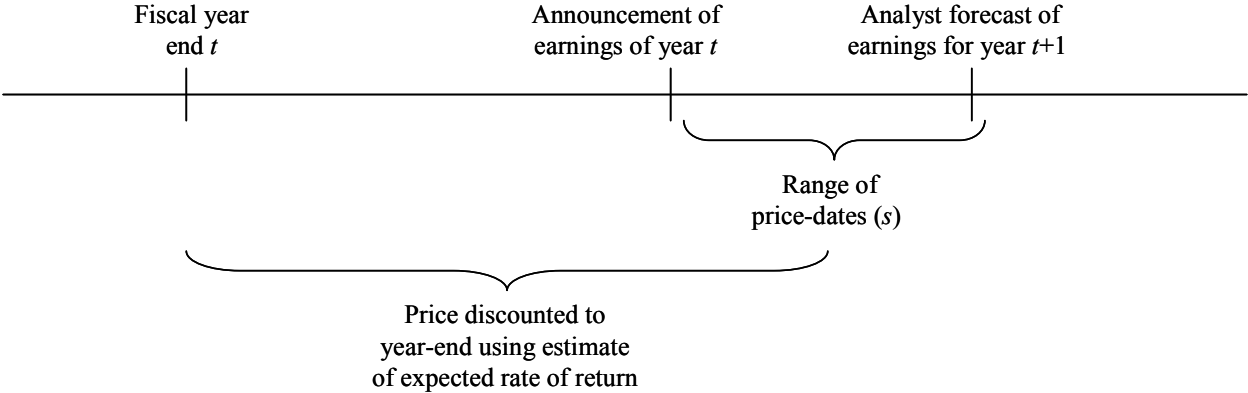 Fiscal year
end t
Announcement of
earnings of year t
Analyst forecast of
earnings for year t+1
Range of
price-dates (s)
Price discounted to
year-end using estimate
of expected rate of return